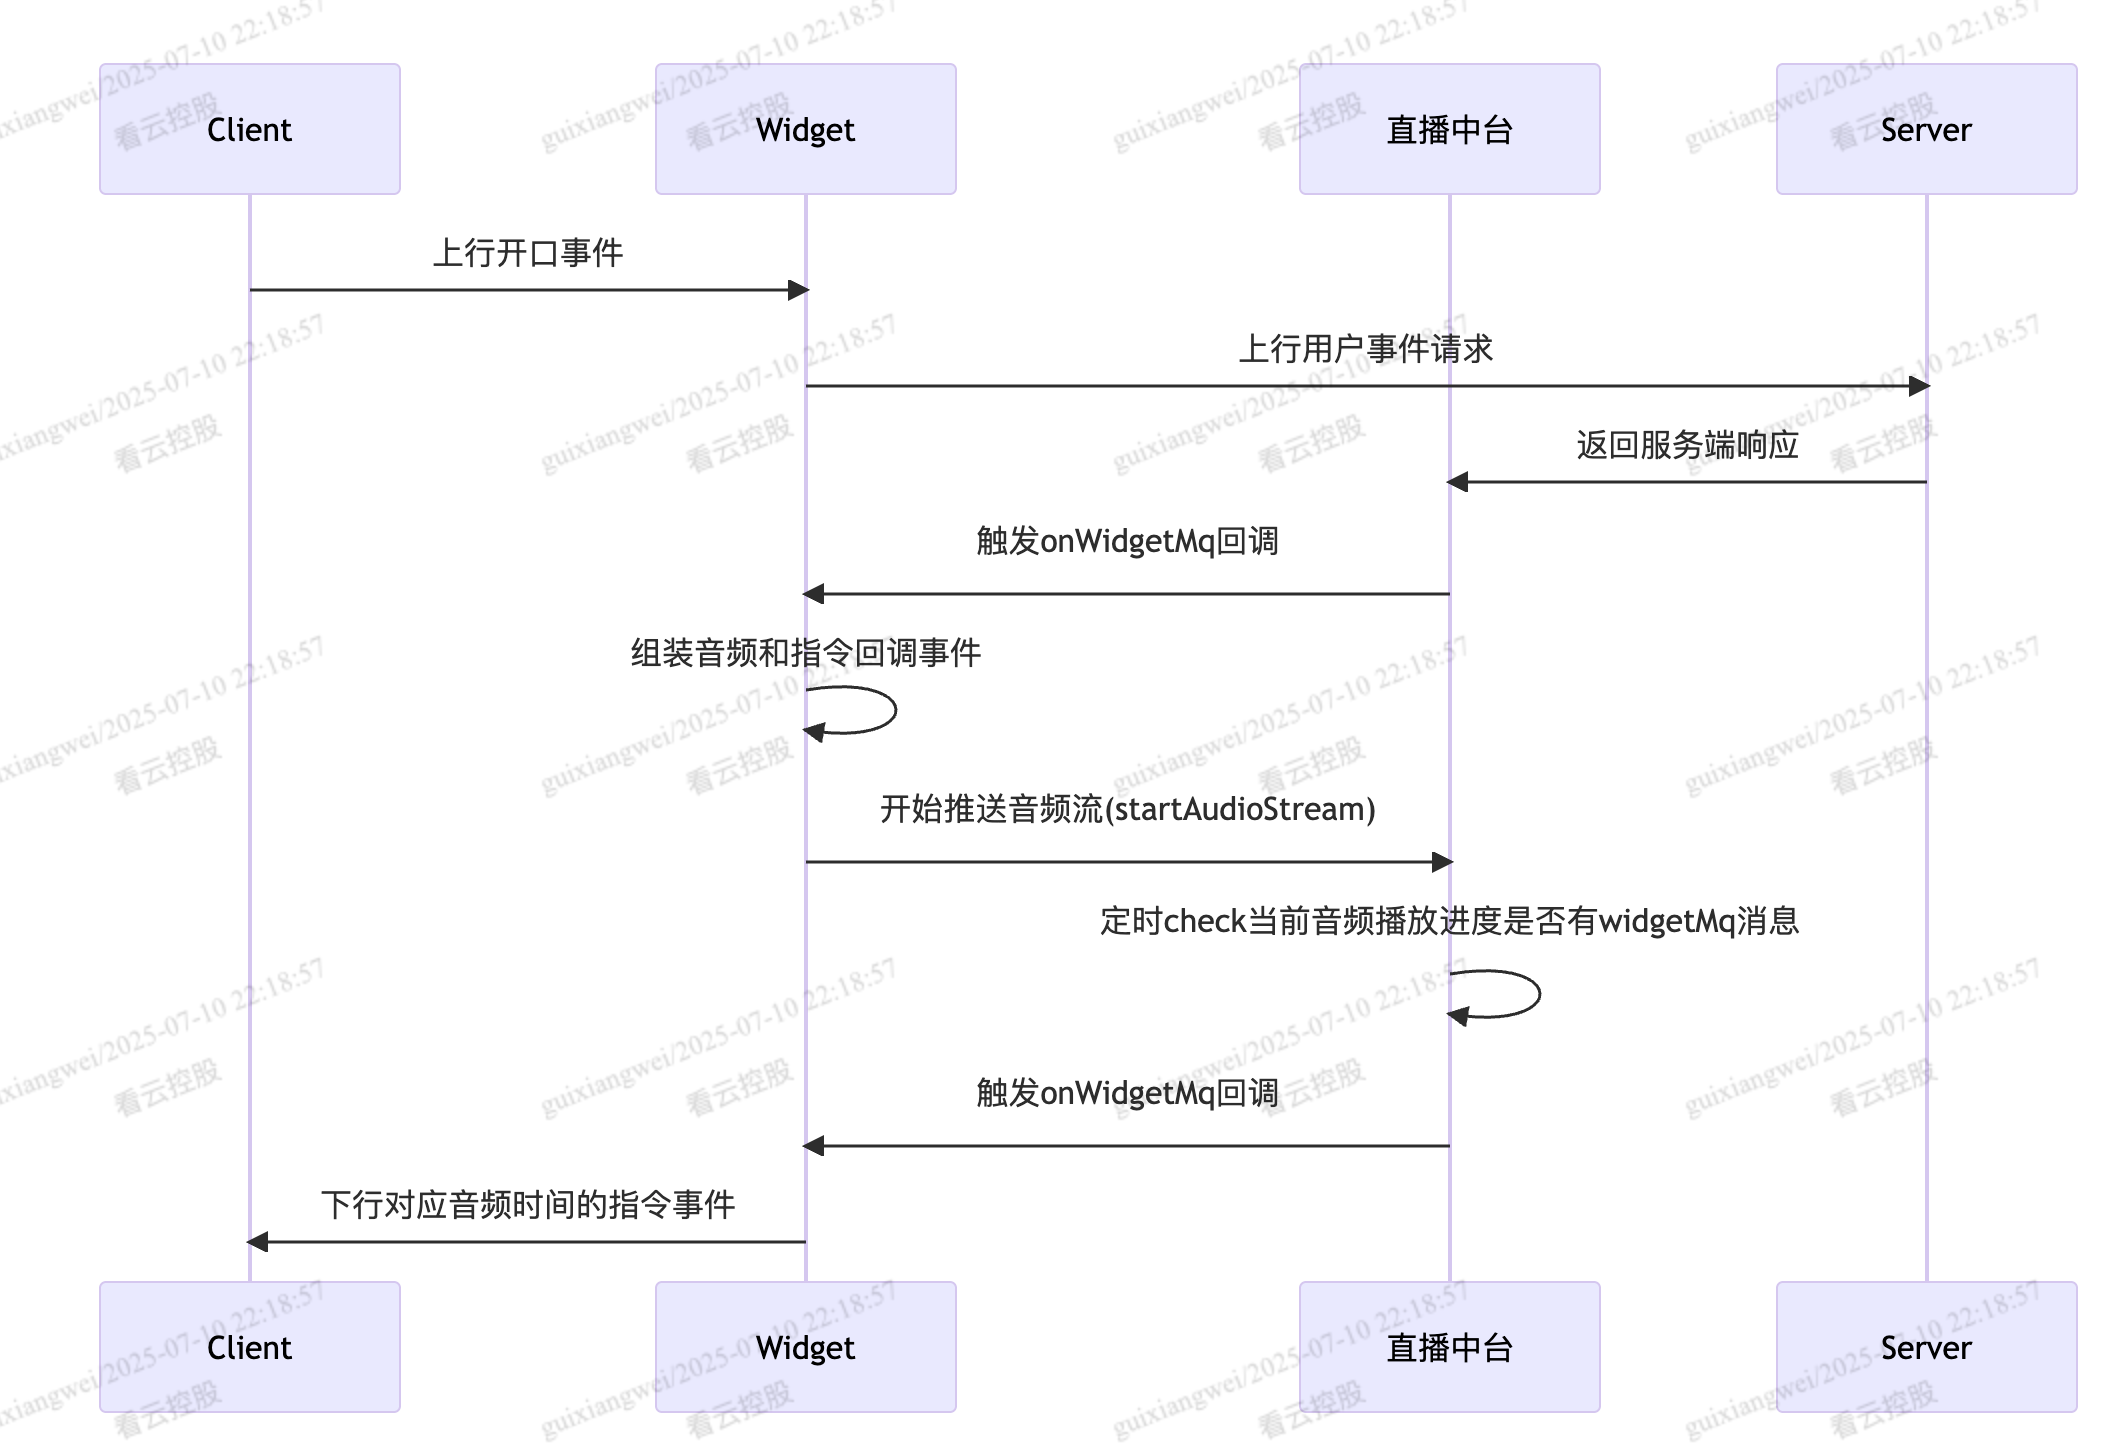 Client
Widget
直播中台
Server
上行开口事件
上行用户事件请求
返回服务端响应
触发onWidgetMq回调
组装音频和指令回调事件
开始推送音频流(startAudioStream)
定时check当前音频播放进度是否有widgetMq消息
触发onWidgetMq回调
下行对应音频时间的指令事件
Client
Widget
直播中台
Server
guixiangwei/2025-07-10 22:18:57
看云控股